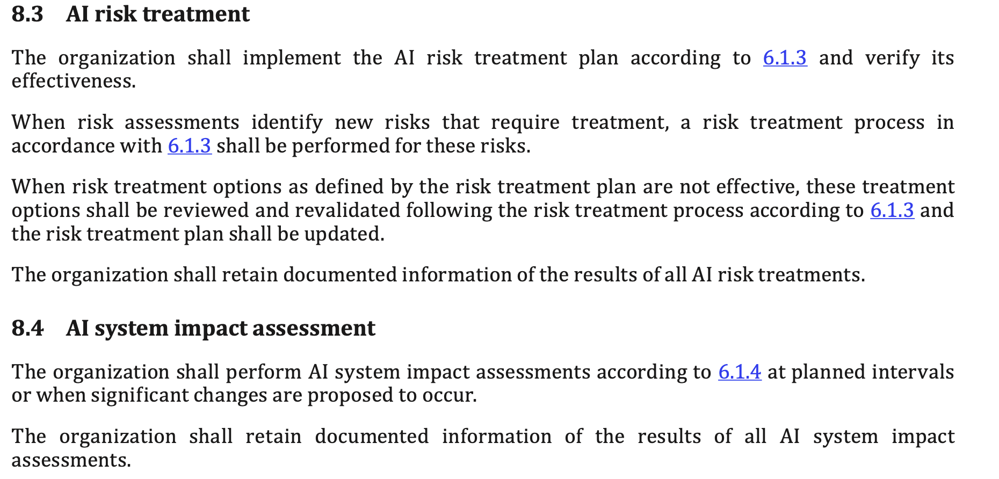 8.3 AI risk treatment
The organization shall implement the AI risk treatment plan according to 6.1.3 and verify its
effectiveness.
When risk assessments identify new risks that require treatment, a risk treatment process in
accordance with 6.1.3 shall be performed for these risks.
When risk treatment options as defined by the risk treatment plan are not effective, these treatment
options shall be reviewed and revalidated following the risk treatment process according to 6.1.3 and
the risk treatment plan shall be updated.
The organization shall retain documented information of the results of all AI risk treatments.
8.4 AI system impact assessment
The organization shall perform AI system impact assessments according to 6.1.4 at planned intervals
or when significant changes are proposed to occur.
The organization shall retain documented information of the results of all AI system impact
assessments.